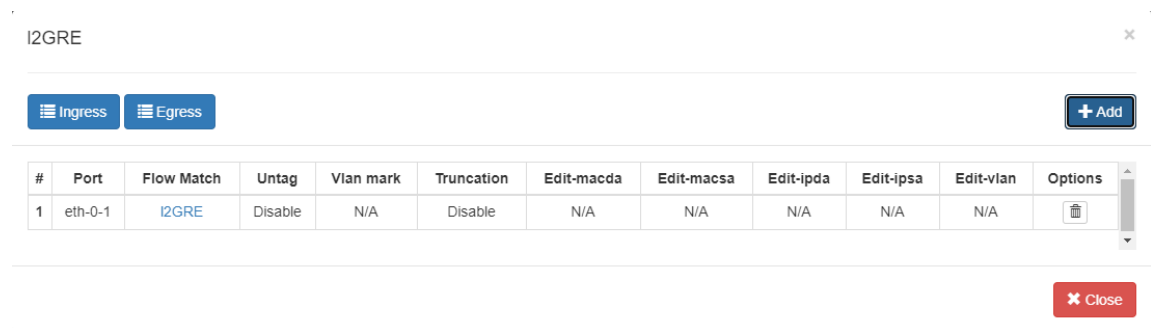 l2GRE ×
Ingress Egress + Add
# Port Flow Match Untag Vlan mark Truncation Edit-macda Edit-macsa Edit-ipda Edit-ipsa Edit-vlan Options
1 eth-0-1 l2GRE Disable N/A Disable N/A N/A N/A N/A N/A
Close